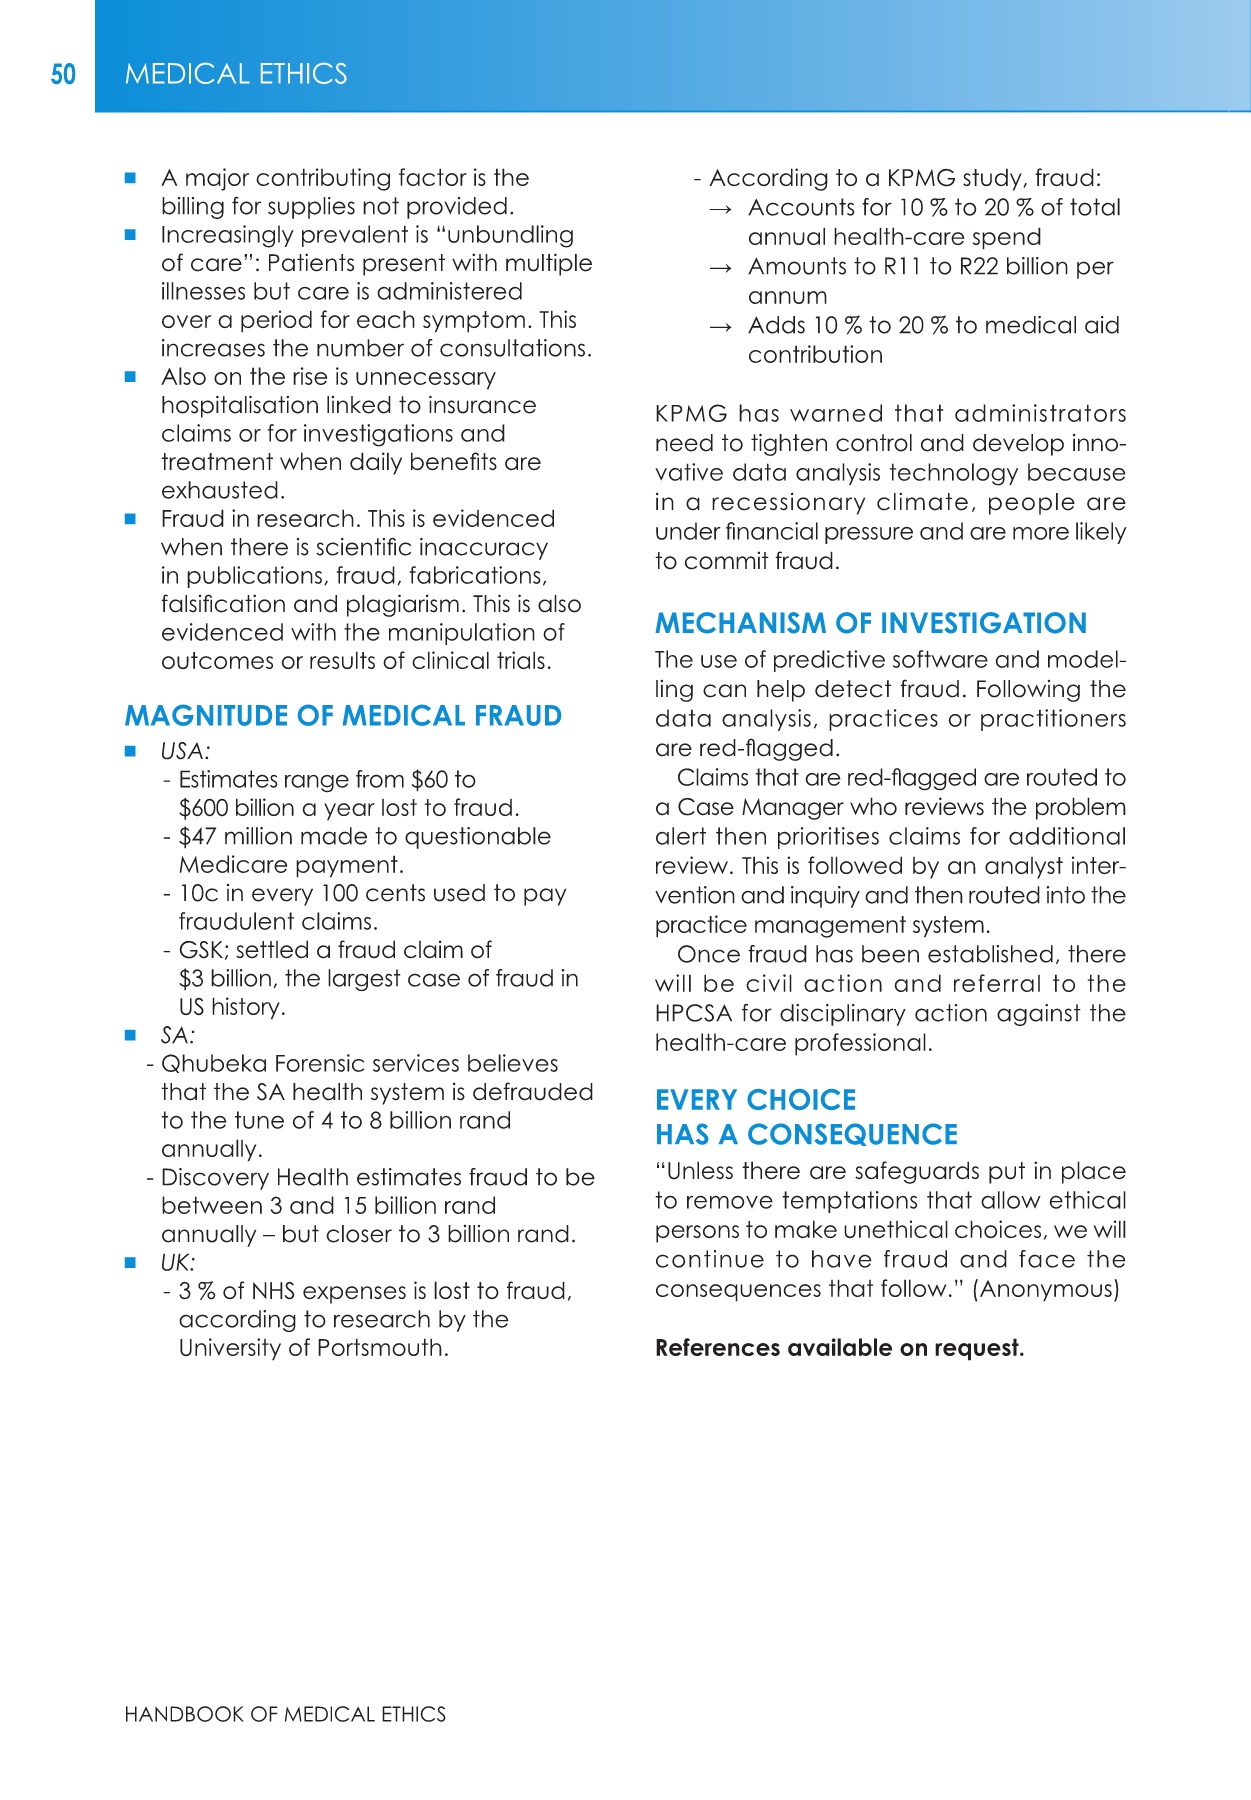 50
MEDICAL ETHICS
■ A major contributing factor is the
billing for supplies not provided.
■ Increasingly prevalent is “unbundling
of care”: Patients present with multiple
illnesses but care is administered
over a period for each symptom. This
increases the number of consultations.
■ Also on the rise is unnecessary
hospitalisation linked to insurance
claims or for investigations and
treatment when daily benefits are
exhausted.
■ Fraud in research. This is evidenced
when there is scientific inaccuracy
in publications, fraud, fabrications,
falsification and plagiarism. This is also
evidenced with the manipulation of
outcomes or results of clinical trials.
MAGNITUDE OF MEDICAL FRAUD
■ USA:
- Estimates range from $60 to
$600 billion a year lost to fraud.
- $47 million made to questionable
Medicare payment.
- 10c in every 100 cents used to pay
fraudulent claims.
- GSK; settled a fraud claim of
$3 billion, the largest case of fraud in
US history.
■ SA:
- Qhubeka Forensic services believes
that the SA health system is defrauded
to the tune of 4 to 8 billion rand
annually.
- Discovery Health estimates fraud to be
between 3 and 15 billion rand
annually – but closer to 3 billion rand.
■ UK:
- 3 % of NHS expenses is lost to fraud,
according to research by the
University of Portsmouth.
- According to a KPMG study, fraud:
→ Accounts for 10 % to 20 % of total
annual health-care spend
→ Amounts to R11 to R22 billion per
annum
→ Adds 10 % to 20 % to medical aid
contribution
KPMG has warned that administrators
need to tighten control and develop inno-
vative data analysis technology because
in a recessionary climate, people are
under financial pressure and are more likely
to commit fraud.
MECHANISM OF INVESTIGATION
The use of predictive software and model-
ling can help detect fraud. Following the
data analysis, practices or practitioners
are red-flagged.
Claims that are red-flagged are routed to
a Case Manager who reviews the problem
alert then prioritises claims for additional
review. This is followed by an analyst inter-
vention and inquiry and then routed into the
practice management system.
Once fraud has been established, there
will be civil action and referral to the
HPCSA for disciplinary action against the
health-care professional.
EVERY CHOICE
HAS A CONSEQUENCE
“Unless there are safeguards put in place
to remove temptations that allow ethical
persons to make unethical choices, we will
continue to have fraud and face the
consequences that follow.” (Anonymous)
References available on request.
HANDBOOK OF MEDICAL ETHICS